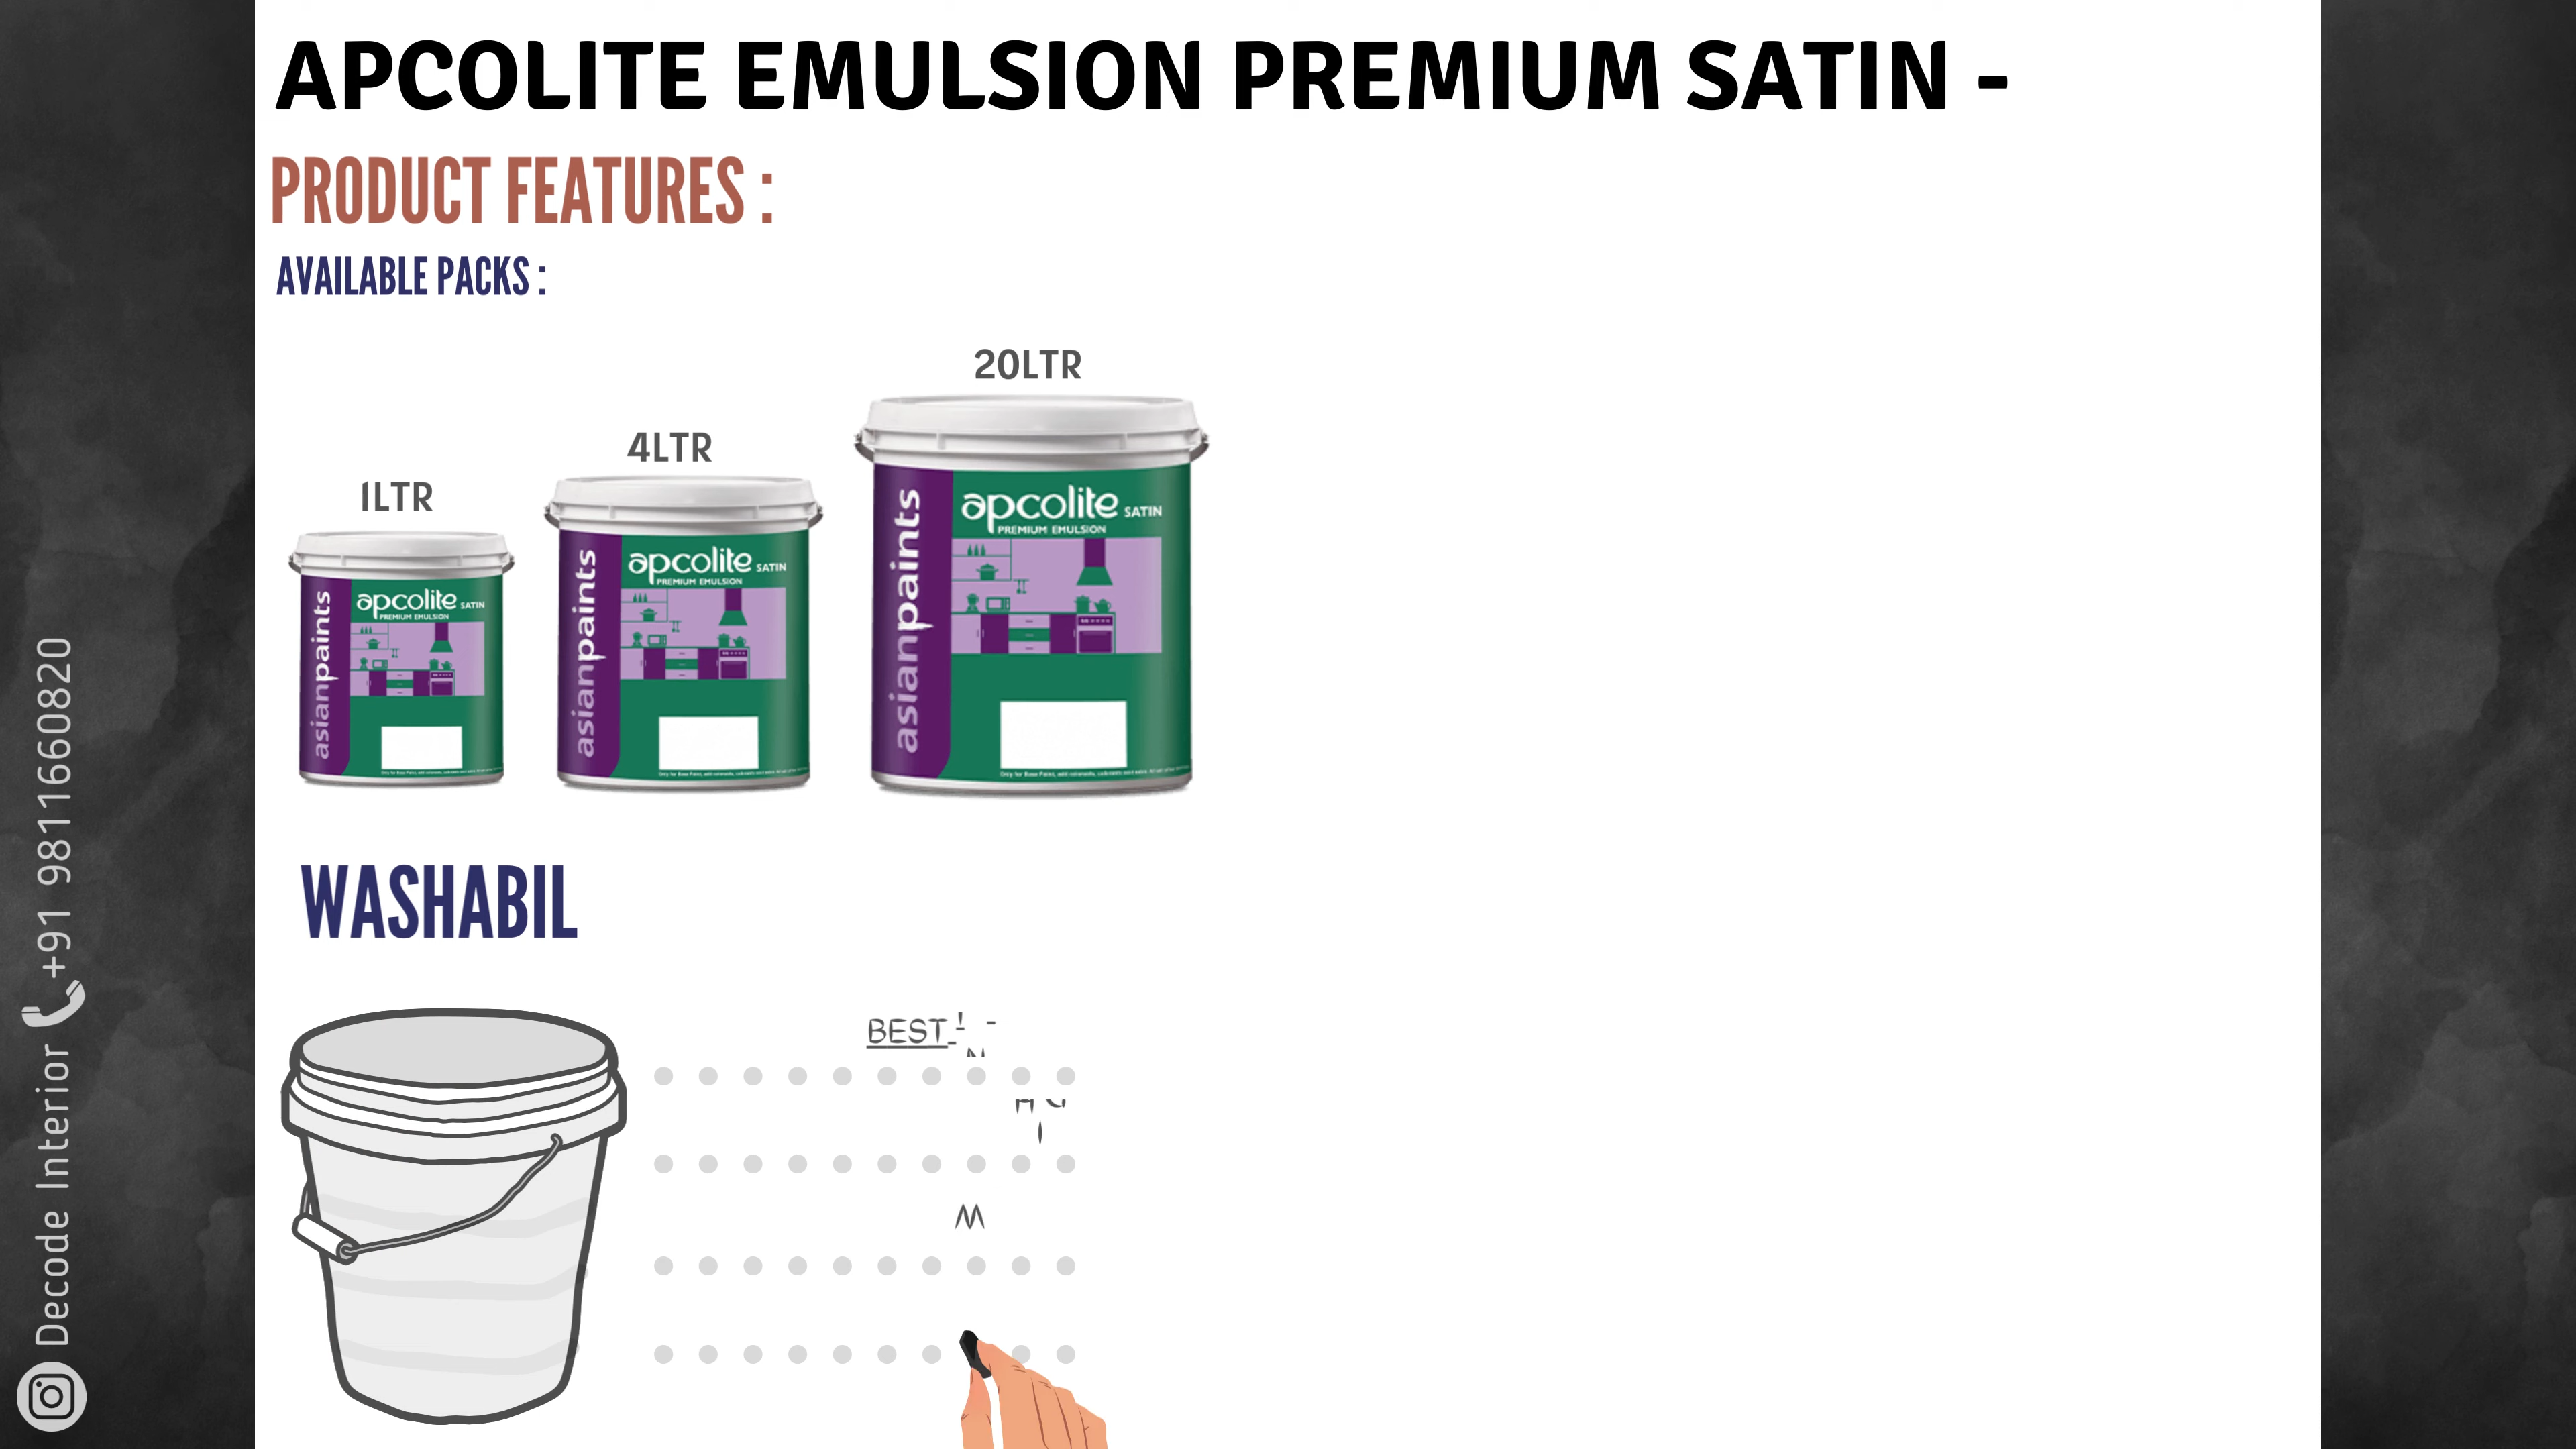 APCOLITE EMULSION PREMIUM SATIN -
PRODUCT FEATURES :
AVAILABLE PACKS :
1LTR
4LTR
20LTR
asianpaints
apcolite SATIN
PREMIUM EMULSION
asianpaints
apcolite SATIN
PREMIUM EMULSION
asianpaints
apcolite SATIN
PREMIUM EMULSION
WASHABIL
BEST
M
Decode Interior +91 9811660820